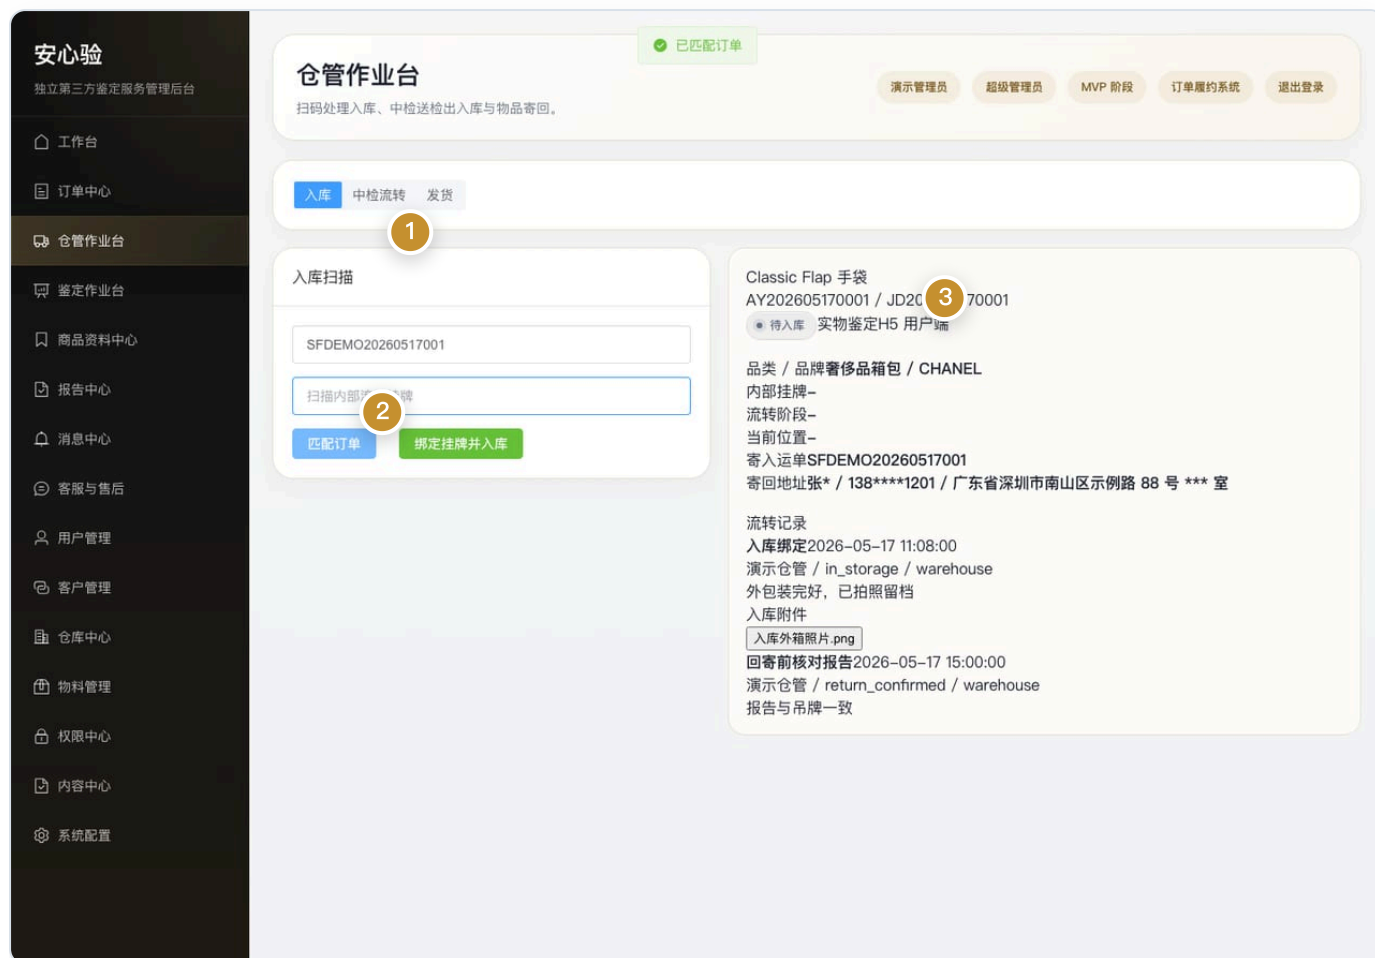 安心验
独立第三方鉴定服务管理后台
工作台
订单中心
仓管作业台
鉴定作业台
商品资料中心
报告中心
消息中心
客服与售后
用户管理
客户管理
仓库中心
物料管理
权限中心
内容中心
系统配置
已匹配订单
仓管作业台
扫码处理入库、中检送检出入库与物品寄回。
演示管理员 超级管理员 MVP 阶段 订单履约系统 退出登录
入库 中检流转 发货
1
入库扫描
SFDEMO20260517001
扫描内部 牌
2
匹配订单 绑定挂牌并入库
Classic Flap 手袋
AY202605170001 / JD20 70001
3
待入库 实物鉴定H5 用户端
品类 / 品牌奢侈品箱包 / CHANEL
内部挂牌–
流转阶段–
当前位置–
寄入运单SFDEMO20260517001
寄回地址张* / 138****1201 / 广东省深圳市南山区示例路 88 号 *** 室
流转记录
入库绑定2026–05–17 11:08:00
演示仓管 / in_storage / warehouse
外包装完好，已拍照留档
入库附件
入库外箱照片.png
回寄前核对报告2026–05–17 15:00:00
演示仓管 / return_confirmed / warehouse
报告与吊牌一致